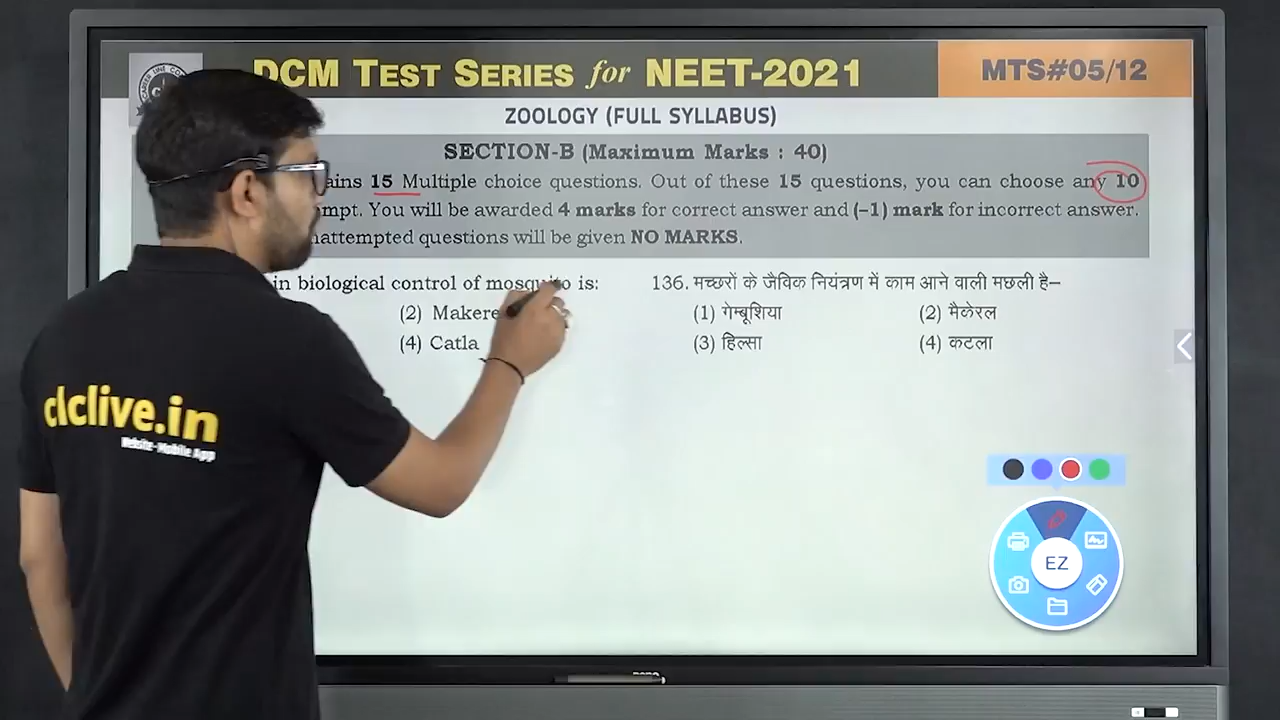 DCM TEST SERIES for NEET-2021
MTS#05/12
ZOOLOGY (FULL SYLLABUS)
SECTION-B (Maximum Marks : 40)
ains 15 Multiple choice questions. Out of these 15 questions, you can choose any 10
mpt. You will be awarded 4 marks for correct answer and (–1) mark for incorrect answer.
nattempted questions will be given NO MARKS.
in biological control of mosquito is:
(2) Makere
(4) Catla
136. मच्छरों के जैविक नियंत्रण में काम आने वाली मछली है–
(1) गेम्बूशिया (2) मैकेरल
(3) हिल्सा (4) कटला
clclive.in
Website- Mobile App
EZ